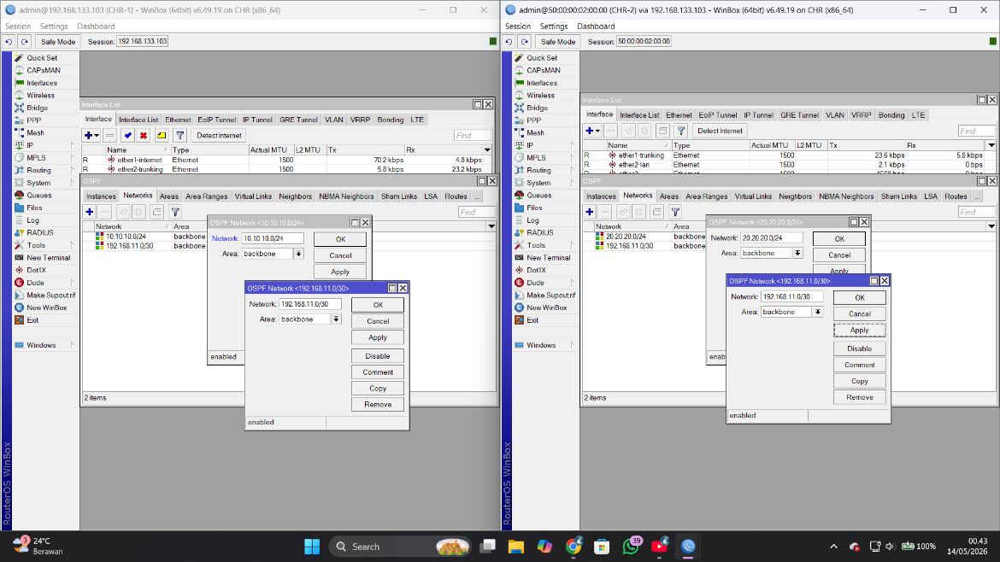 admin@192.168.133.103 (CHR-1) - WinBox (64bit) v6.49.19 on CHR (x86_64)
Session Settings Dashboard
Safe Mode Session: 192.168.133.103
Quick Set
CAPsMAN
Interfaces
Wireless
Bridge
PPP
Mesh
IP
MPLS
Routing
System
Queues
Files
Log
RADIUS
Tools
New Terminal
Dot1X
Dude
Make Supout.rif
New WinBox
Exit
Windows
RouterOS WinBox
Interface List
Interface Interface List Ethernet EoIP Tunnel IP Tunnel GRE Tunnel VLAN VRRP Bonding LTE
Detect Internet Find
Name Type Actual MTU L2 MTU Tx Rx
R ether1-internet Ethernet 1500 70.2 kbps 4.8 kbps
R ether2-trunking Ethernet 1500 5.8 kbps 23.2 kbps
OSPF
Instances Networks Areas Area Ranges Virtual Links Neighbors NBMA Neighbors Sham Links LSA Routes ...
Find
Network Area
10.10.10.0/24 backbone
192.168.11.0/30 backbone
2 items
OSPF Network <10.10.10.0/24>
Network: 10.10.10.0/24 OK
Area: backbone Cancel
Apply
enabled
OSPF Network <192.168.11.0/30>
Network: 192.168.11.0/30 OK
Area: backbone Cancel
Apply
Disable
Comment
Copy
Remove
enabled
admin@50:00:00:02:00:00 (CHR-2) via 192.168.133.103 - WinBox (64bit) v6.49.19 on CHR (x86_64)
Session Settings Dashboard
Safe Mode Session: 50:00:00:02:00:00
Quick Set
CAPsMAN
Interfaces
Wireless
Bridge
PPP
Mesh
IP
MPLS
Routing
System
Queues
Files
Log
RADIUS
Tools
New Terminal
Dot1X
Dude
Make Supout.rif
New WinBox
Exit
Windows
RouterOS WinBox
Interface List
Interface Interface List Ethernet EoIP Tunnel IP Tunnel GRE Tunnel VLAN VRRP Bonding LTE
Detect Internet Find
Name Type Actual MTU L2 MTU Tx Rx
R ether1-trunking Ethernet 1500 23.6 kbps 5.8 kbps
R ether2-lan Ethernet 1500 2.1 kbps 0 bps
OSPF
Instances Networks Areas Area Ranges Virtual Links Neighbors NBMA Neighbors Sham Links LSA Routes ...
Find
Network Area
20.20.20.0/24 backbone
192.168.11.0/30 backbone
2 items
OSPF Network <20.20.20.0/24>
Network: 20.20.20.0/24 OK
Area: backbone Cancel
Apply
OSPF Network <192.168.11.0/30>
Network: 192.168.11.0/30 OK
Area: backbone Cancel
Apply
Disable
Comment
Copy
Remove
enabled
3 24°C
Berawan
Search
39
100%
00.43
14/05/2026